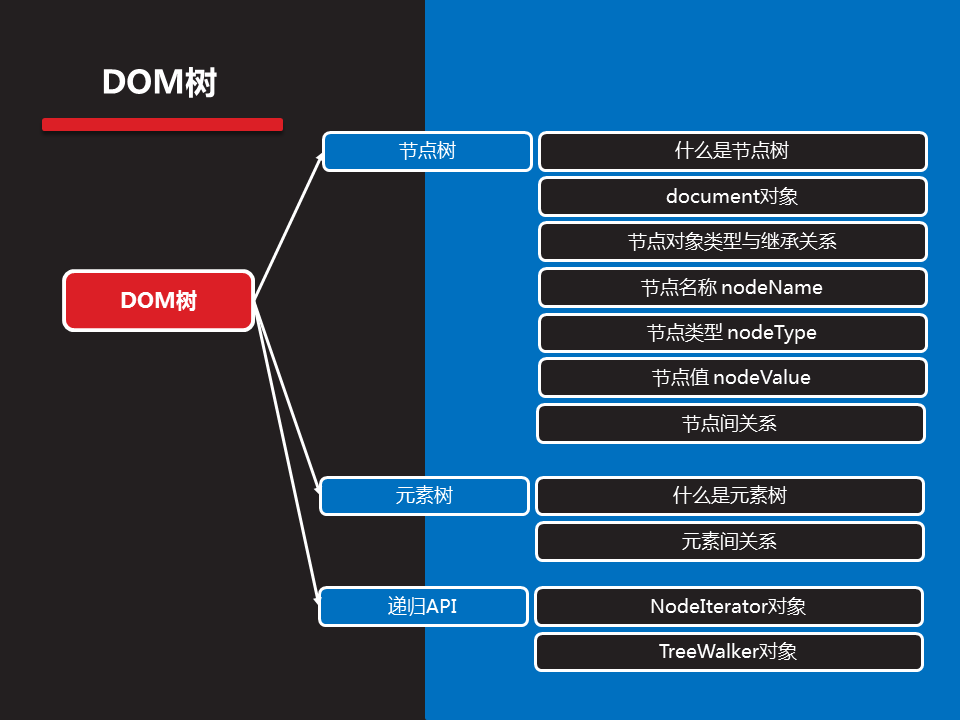 DOM树
DOM树
节点树
什么是节点树
document对象
节点对象类型与继承关系
节点名称 nodeName
节点类型 nodeType
节点值 nodeValue
节点间关系
元素树
什么是元素树
元素间关系
递归API
NodeIterator对象
TreeWalker对象